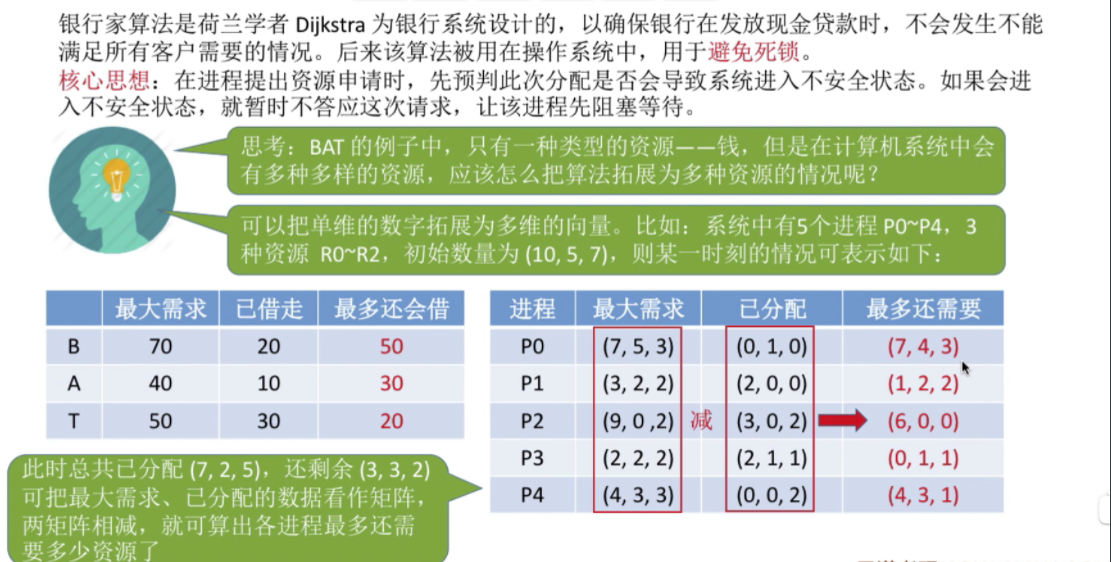 银行家算法是荷兰学者 Dijkstra 为银行系统设计的，以确保银行在发放现金贷款时，不会发生不能
满足所有客户需要的情况。后来该算法被用在操作系统中，用于避免死锁。
核心思想：在进程提出资源申请时，先预判此次分配是否会导致系统进入不安全状态。如果会进
入不安全状态，就暂时不答应这次请求，让该进程先阻塞等待。
思考：BAT 的例子中，只有一种类型的资源——钱，但是在计算机系统中会
有多种多样的资源，应该怎么把算法拓展为多种资源的情况呢？
可以把单维的数字拓展为多维的向量。比如：系统中有5个进程 P0~P4，3
种资源 R0~R2，初始数量为 (10, 5, 7)，则某一时刻的情况可表示如下：
最大需求 已借走 最多还会借
B 70 20 50
A 40 10 30
T 50 30 20
进程 最大需求 已分配 最多还需要
P0 (7, 5, 3) (0, 1, 0) (7, 4, 3)
P1 (3, 2, 2) (2, 0, 0) (1, 2, 2)
P2 (9, 0 ,2) 减 (3, 0, 2) (6, 0, 0)
P3 (2, 2, 2) (2, 1, 1) (0, 1, 1)
P4 (4, 3, 3) (0, 0, 2) (4, 3, 1)
此时总共已分配 (7, 2, 5)，还剩余 (3, 3, 2)
可把最大需求、已分配的数据看作矩阵，
两矩阵相减，就可算出各进程最多还需
要多少资源了